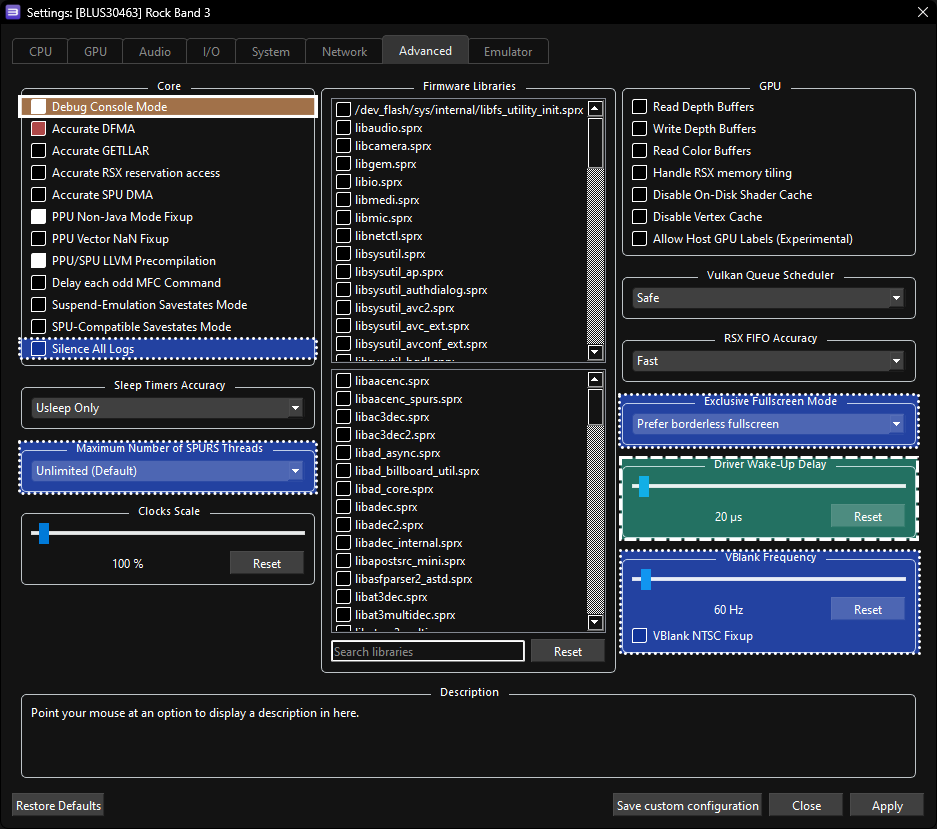 Settings: [BLUS30463] Rock Band 3
CPU
GPU
Audio
I/O
System
Network
Advanced
Emulator
Core
Debug Console Mode
Accurate DFMA
Accurate GETLLAR
Accurate RSX reservation access
Accurate SPU DMA
PPU Non-Java Mode Fixup
PPU Vector NaN Fixup
PPU/SPU LLVM Precompilation
Delay each odd MFC Command
Suspend-Emulation Savestates Mode
SPU-Compatible Savestates Mode
Silence All Logs
Sleep Timers Accuracy
Usleep Only
Maximum Number of SPURS Threads
Unlimited (Default)
Clocks Scale
100 %
Reset
Firmware Libraries
/dev_flash/sys/internal/libfs_utility_init.sprx
libaudio.sprx
libcamera.sprx
libgem.sprx
libio.sprx
libmedi.sprx
libmic.sprx
libnetctl.sprx
libsysutil.sprx
libsysutil_ap.sprx
libsysutil_authdialog.sprx
libsysutil_avc2.sprx
libsysutil_avc_ext.sprx
libsysutil_avconf_ext.sprx
libaacenc.sprx
libaacenc_spurs.sprx
libac3dec.sprx
libac3dec2.sprx
libad_async.sprx
libad_billboard_util.sprx
libad_core.sprx
libadec.sprx
libadec2.sprx
libadec_internal.sprx
libapostsrc_mini.sprx
libasfparser2_astd.sprx
libat3dec.sprx
libat3multidec.sprx
Search libraries
Reset
GPU
Read Depth Buffers
Write Depth Buffers
Read Color Buffers
Handle RSX memory tiling
Disable On-Disk Shader Cache
Disable Vertex Cache
Allow Host GPU Labels (Experimental)
Vulkan Queue Scheduler
Safe
RSX FIFO Accuracy
Fast
Exclusive Fullscreen Mode
Prefer borderless fullscreen
Driver Wake-Up Delay
20 µs
Reset
VBlank Frequency
60 Hz
Reset
VBlank NTSC Fixup
Description
Point your mouse at an option to display a description in here.
Restore Defaults
Save custom configuration
Close
Apply